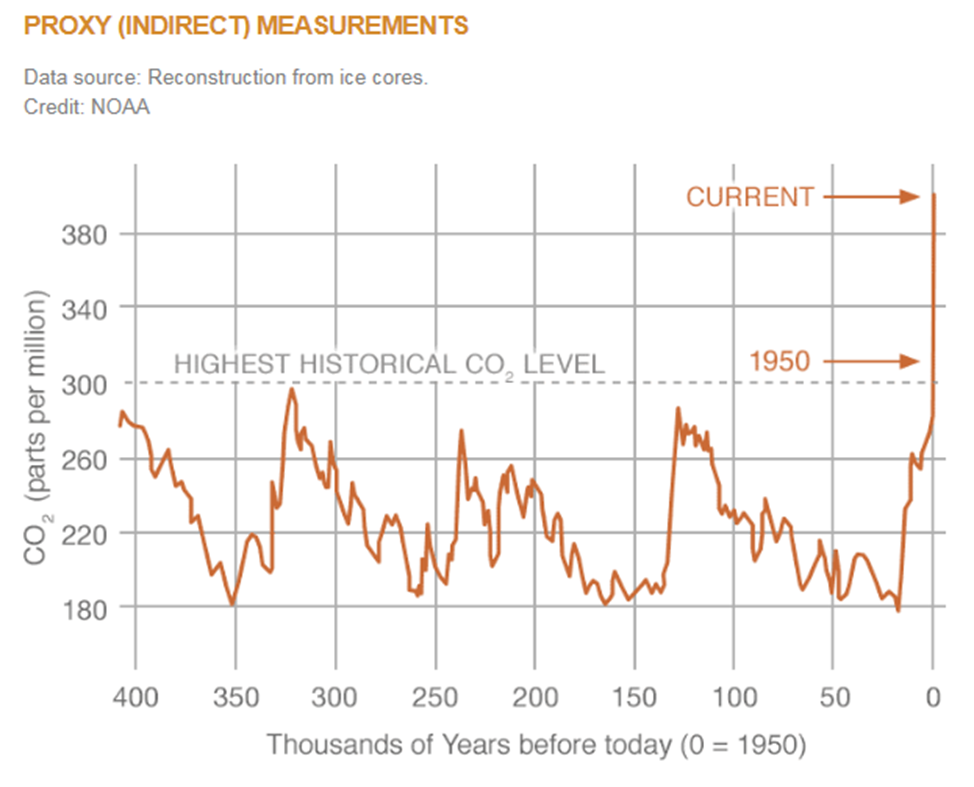 PROXY (INDIRECT) MEASUREMENTS
Data source: Reconstruction from ice cores.
Credit: NOAA
CURRENT
380
340
HIGHEST HISTORICAL CO₂ LEVEL
1950
300
260
220
180
CO₂ (parts per million)
400 350 300 250 200 150 100 50 0
Thousands of Years before today (0 = 1950)